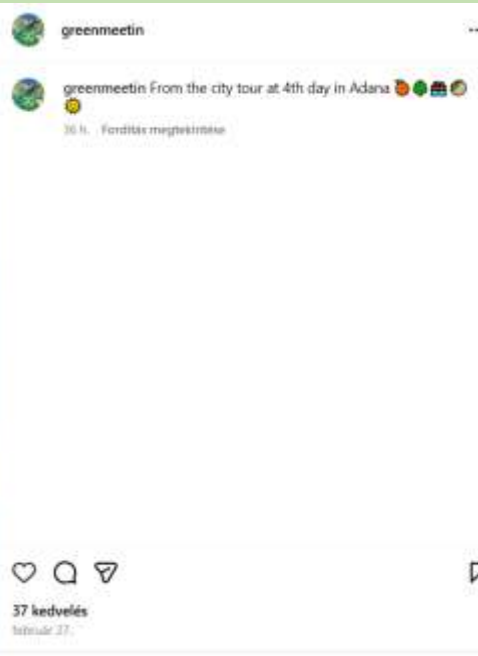 greenmeetin
greenmeetin From the city tour at 4th day in Adana 🍊🌳🏘️🥙
🌞
36 h. Fordítás megtekintése
37 kedvelés
február 27.